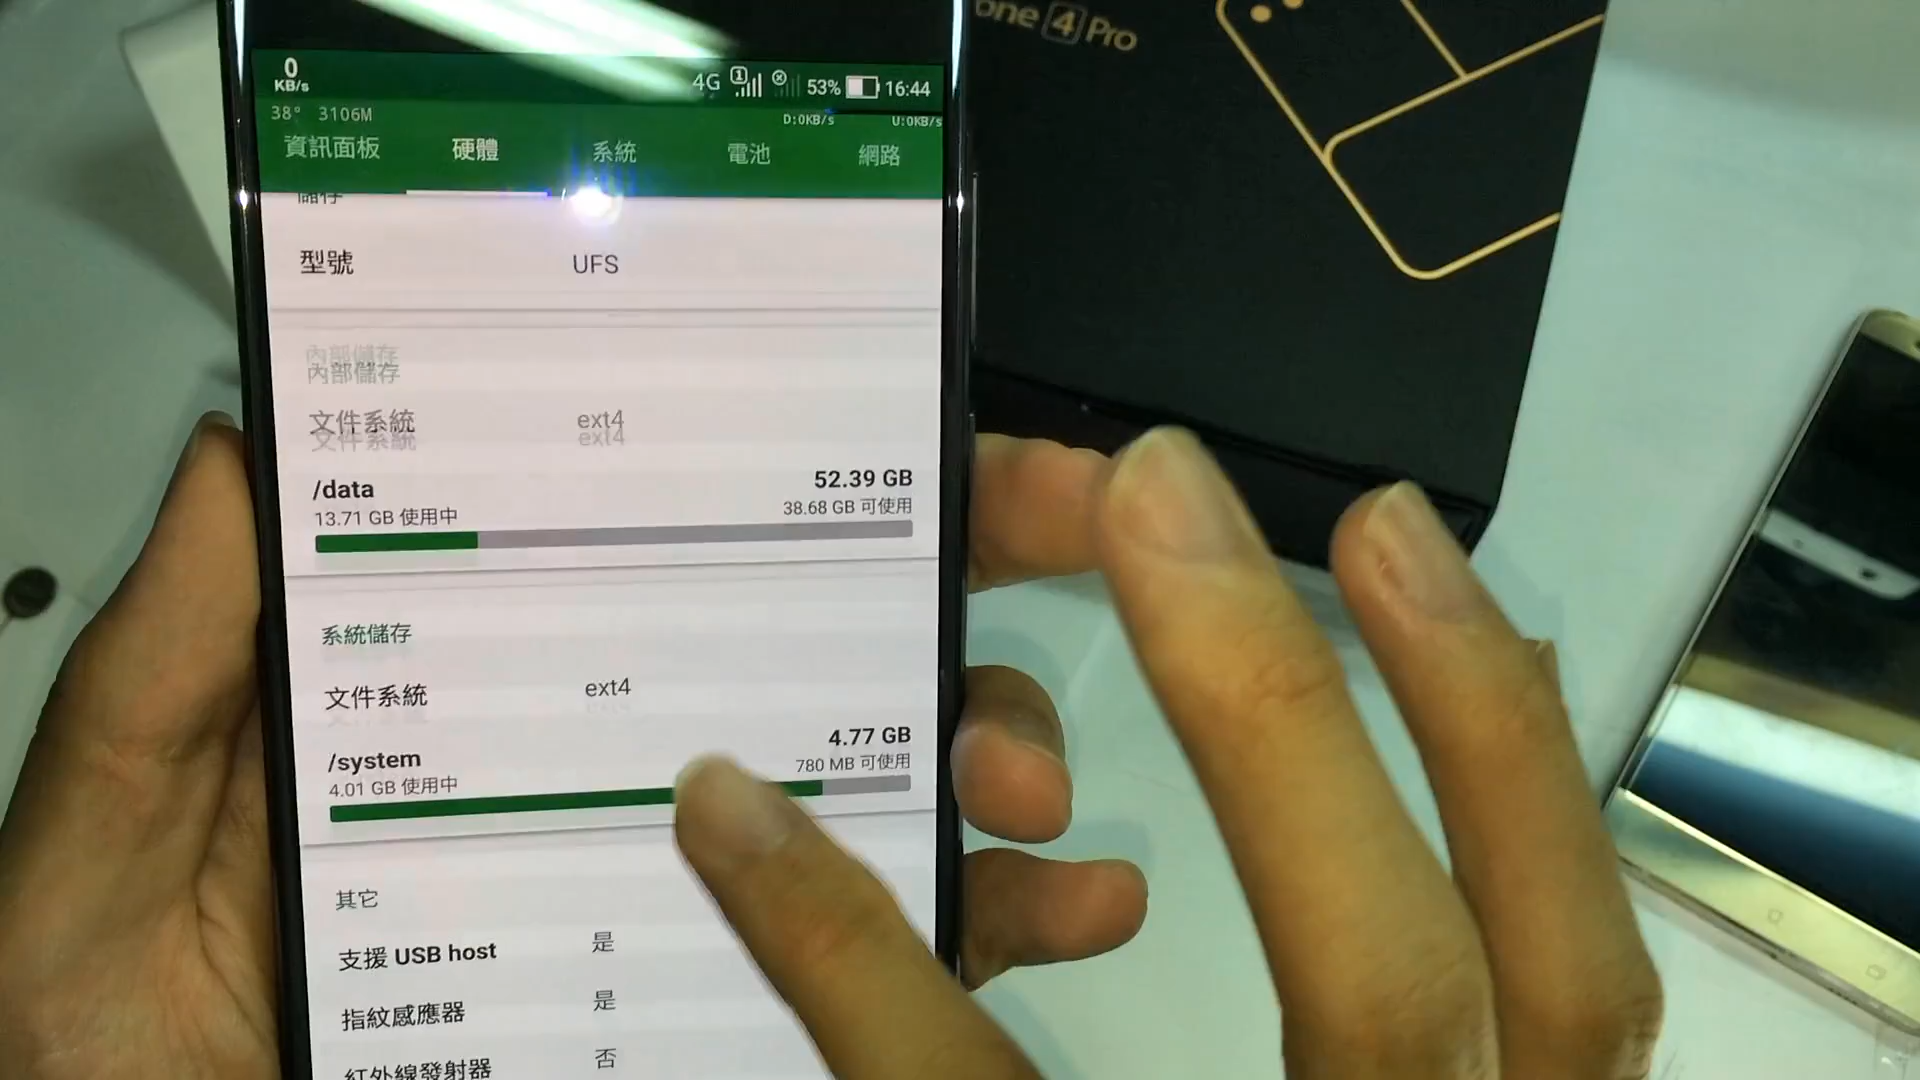 one 4 Pro
0
KB/s
4G 1 53% 16:44
38° 3106M
D:0KB/s U:0KB/s
資訊面板 硬體 系統 電池 網路
儲存
型號 UFS
內部儲存
文件系統 ext4
/data 52.39 GB
13.71 GB 使用中 38.68 GB 可使用
系統儲存
文件系統 ext4
/system 4.77 GB
4.01 GB 使用中 780 MB 可使用
其它
支援 USB host 是
指紋感應器 是
紅外線發射器 否